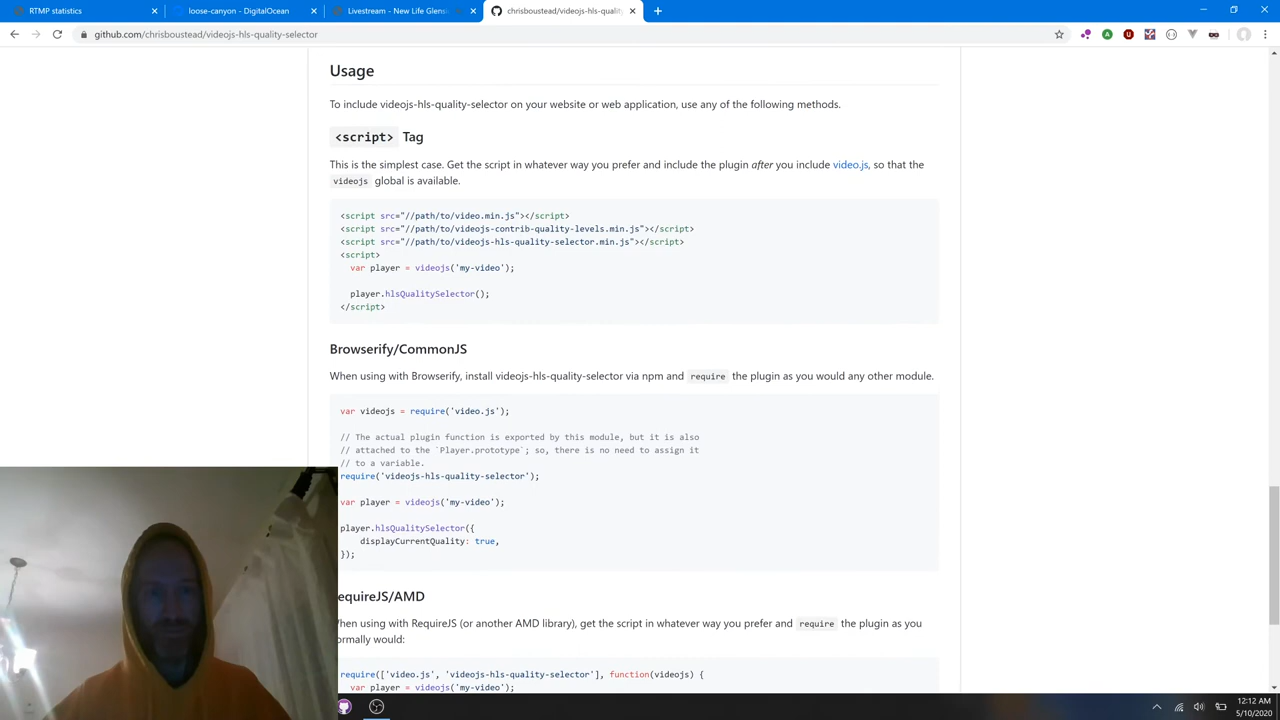 RTMP statistics
loose-canyon - DigitalOcean
Livestream - New Life Glensi
chrisboustead/videojs-hls-qualit
github.com/chrisboustead/videojs-hls-quality-selector
Usage
To include videojs-hls-quality-selector on your website or web application, use any of the following methods.
<script> Tag
This is the simplest case. Get the script in whatever way you prefer and include the plugin after you include video.js, so that the
videojs global is available.
<script src="//path/to/video.min.js"></script>
<script src="//path/to/videojs-contrib-quality-levels.min.js"></script>
<script src="//path/to/videojs-hls-quality-selector.min.js"></script>
<script>
var player = videojs('my-video');
player.hlsQualitySelector();
</script>
Browserify/CommonJS
When using with Browserify, install videojs-hls-quality-selector via npm and require the plugin as you would any other module.
var videojs = require('video.js');
// The actual plugin function is exported by this module, but it is also
// attached to the `Player.prototype`; so, there is no need to assign it
// to a variable.
require('videojs-hls-quality-selector');
var player = videojs('my-video');
player.hlsQualitySelector({
displayCurrentQuality: true,
});
equireJS/AMD
When using with RequireJS (or another AMD library), get the script in whatever way you prefer and require the plugin as you
ormally would:
require(['video.js', 'videojs-hls-quality-selector'], function(videojs) {
var player = videojs('my-video');
12:12 AM
5/10/2020